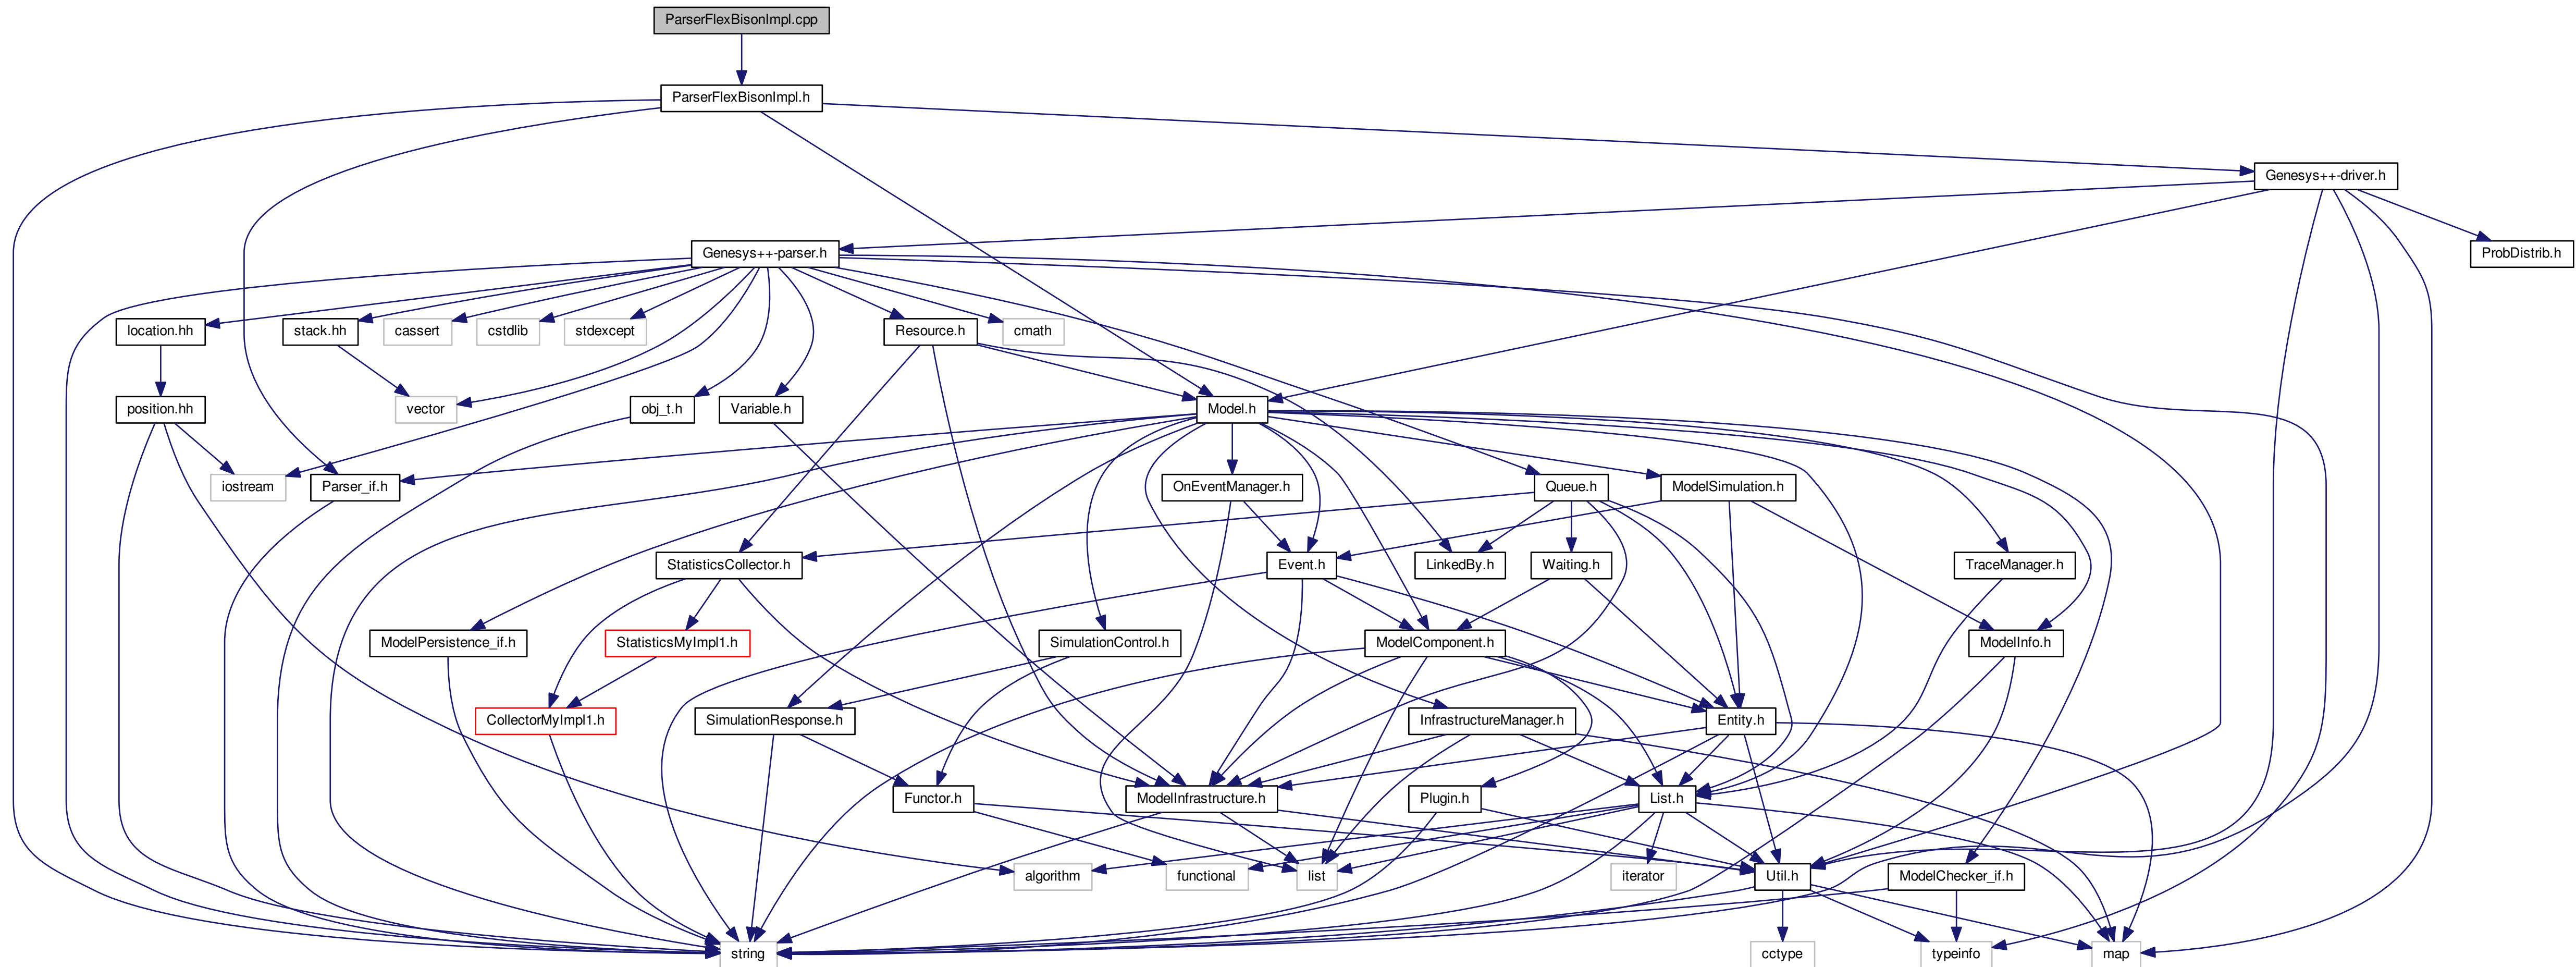 ParserFlexBisonImpl.cpp
ParserFlexBisonImpl.h
Genesys++-driver.h
Genesys++-parser.h
ProbDistrib.h
location.hh
stack.hh
cassert
cstdlib
stdexcept
Resource.h
cmath
position.hh
vector
obj_t.h
Variable.h
Model.h
iostream
Parser_if.h
OnEventManager.h
Queue.h
ModelSimulation.h
StatisticsCollector.h
Event.h
LinkedBy.h
Waiting.h
TraceManager.h
ModelPersistence_if.h
StatisticsMyImpl1.h
SimulationControl.h
ModelComponent.h
ModelInfo.h
CollectorMyImpl1.h
SimulationResponse.h
InfrastructureManager.h
Entity.h
Functor.h
ModelInfrastructure.h
Plugin.h
List.h
algorithm
functional
list
iterator
Util.h
ModelChecker_if.h
string
cctype
typeinfo
map